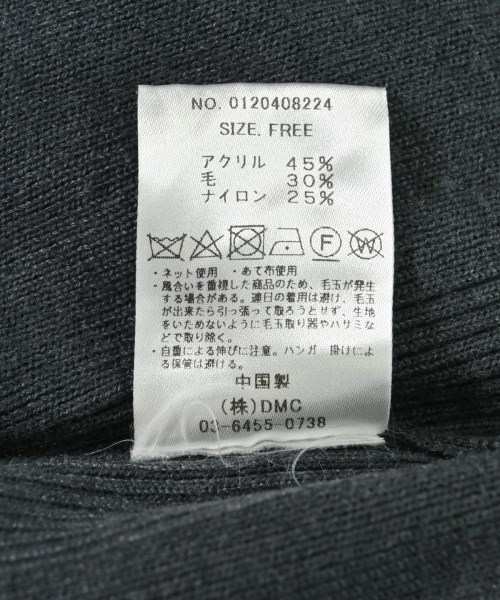 NO. 0120408224
SIZE. FREE
アクリル 45%
毛 30%
ナイロン 25%
F W
・ネット使用 ・あて布使用
・風合いを重視した商品のため、毛玉が発生
する場合がある。連日の着用は避け、毛玉
が出来たら引っ張って取ろうとせず、生地
をいためないように毛玉取り器やハサミな
どで取り除く。
・自重による伸びに注意。ハンガー掛けによ
る保管は避ける。
中国製
(株)DMC
03-6455-0738